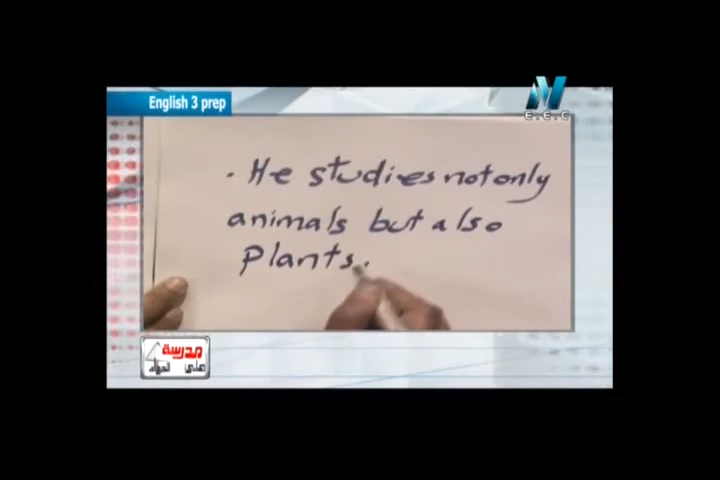 English 3 prep
E.E.C
. He studies not only
animals but also
Plants.
مدرسة
على الهواء